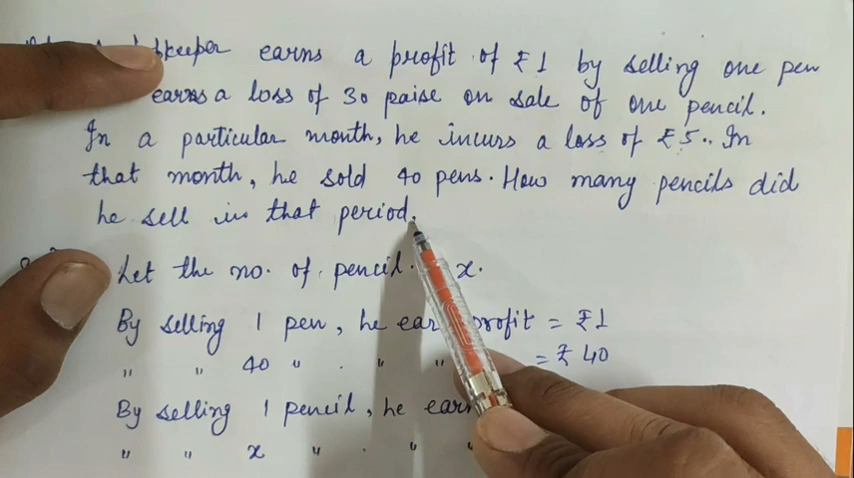 keeper earns a profit of ₹1 by selling one pen
earns a loss of 30 paise on sale of one pencil.
In a particular month, he incurs a loss of ₹5.. In
that month, he sold 40 pens. How many pencils did
he sell in that period.
Let the no. of pencil. x.
By selling 1 pen, he ear profit = ₹1
" " 40 " . " " = ₹ 40
By selling 1 pencil, he earn
" " x " . " "